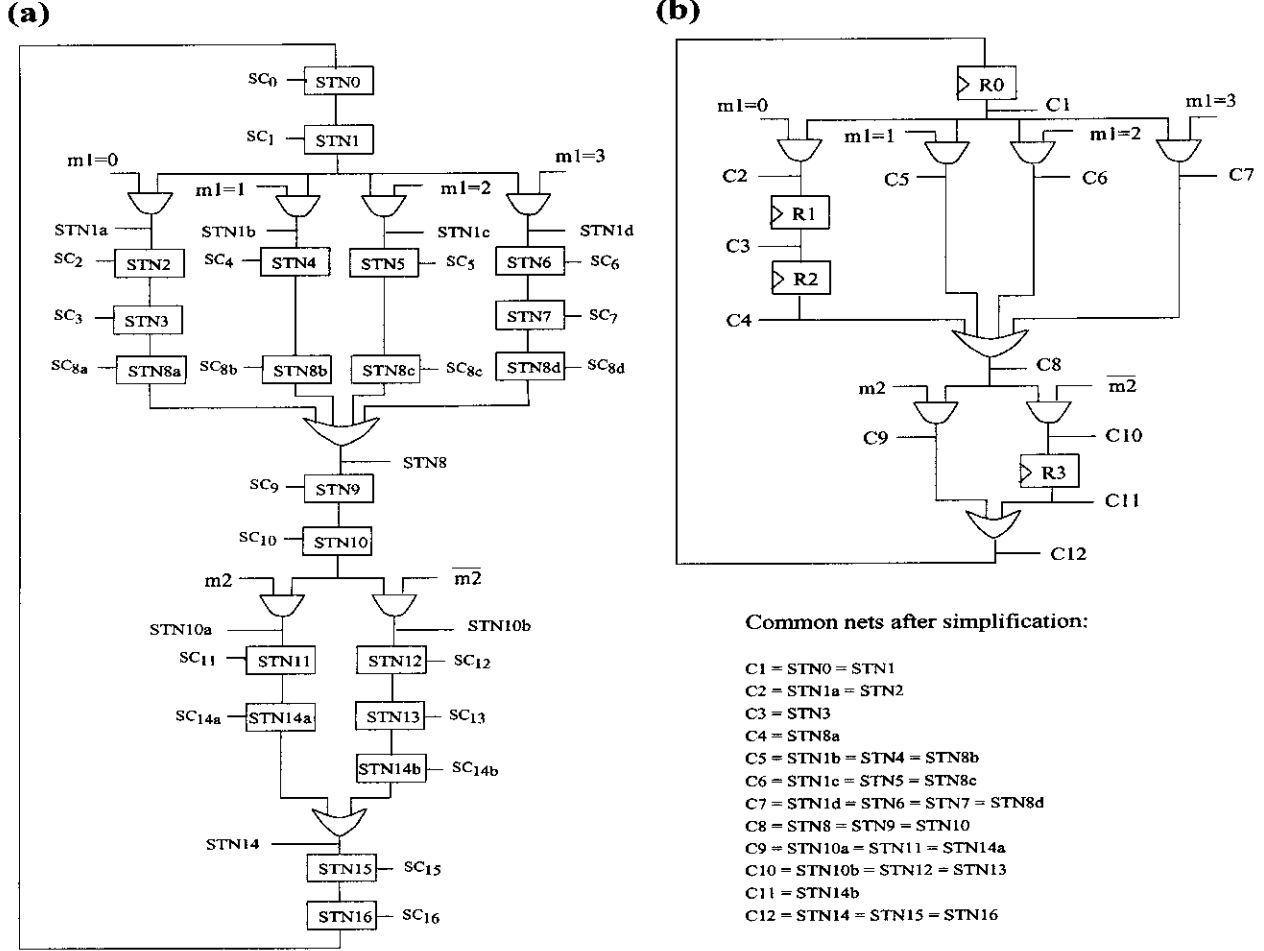 (a)
SC0
STN0
SC1
STN1
m1=0
m1=1
m1=2
m1=3
STN1a
STN1b
STN1c
STN1d
SC2
STN2
SC4
STN4
STN5
SC5
STN6
SC6
SC3
STN3
STN7
SC7
SC8a
STN8a
SC8b
STN8b
STN8c
SC8c
STN8d
SC8d
STN8
SC9
STN9
SC10
STN10
m2
m2
STN10a
STN10b
SC11
STN11
STN12
SC12
SC14a
STN14a
STN13
SC13
STN14b
SC14b
STN14
STN15
SC15
STN16
SC16
(b)
R0
C1
m1=0
m1=1
m1=2
m1=3
C2
C5
C6
C7
R1
C3
R2
C4
C8
m2
m2
C9
C10
R3
C11
C12
Common nets after simplification:
C1 = STN0 = STN1
C2 = STN1a = STN2
C3 = STN3
C4 = STN8a
C5 = STN1b = STN4 = STN8b
C6 = STN1c = STN5 = STN8c
C7 = STN1d = STN6 = STN7 = STN8d
C8 = STN8 = STN9 = STN10
C9 = STN10a = STN11 = STN14a
C10 = STN10b = STN12 = STN13
C11 = STN14b
C12 = STN14 = STN15 = STN16